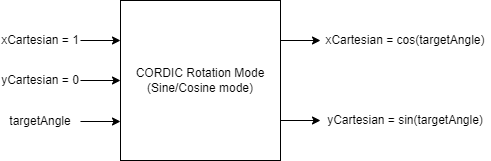 xCartesian = 1
yCartesian = 0
targetAngle
CORDIC Rotation Mode
(Sine/Cosine mode)
xCartesian = cos(targetAngle)
yCartesian = sin(targetAngle)